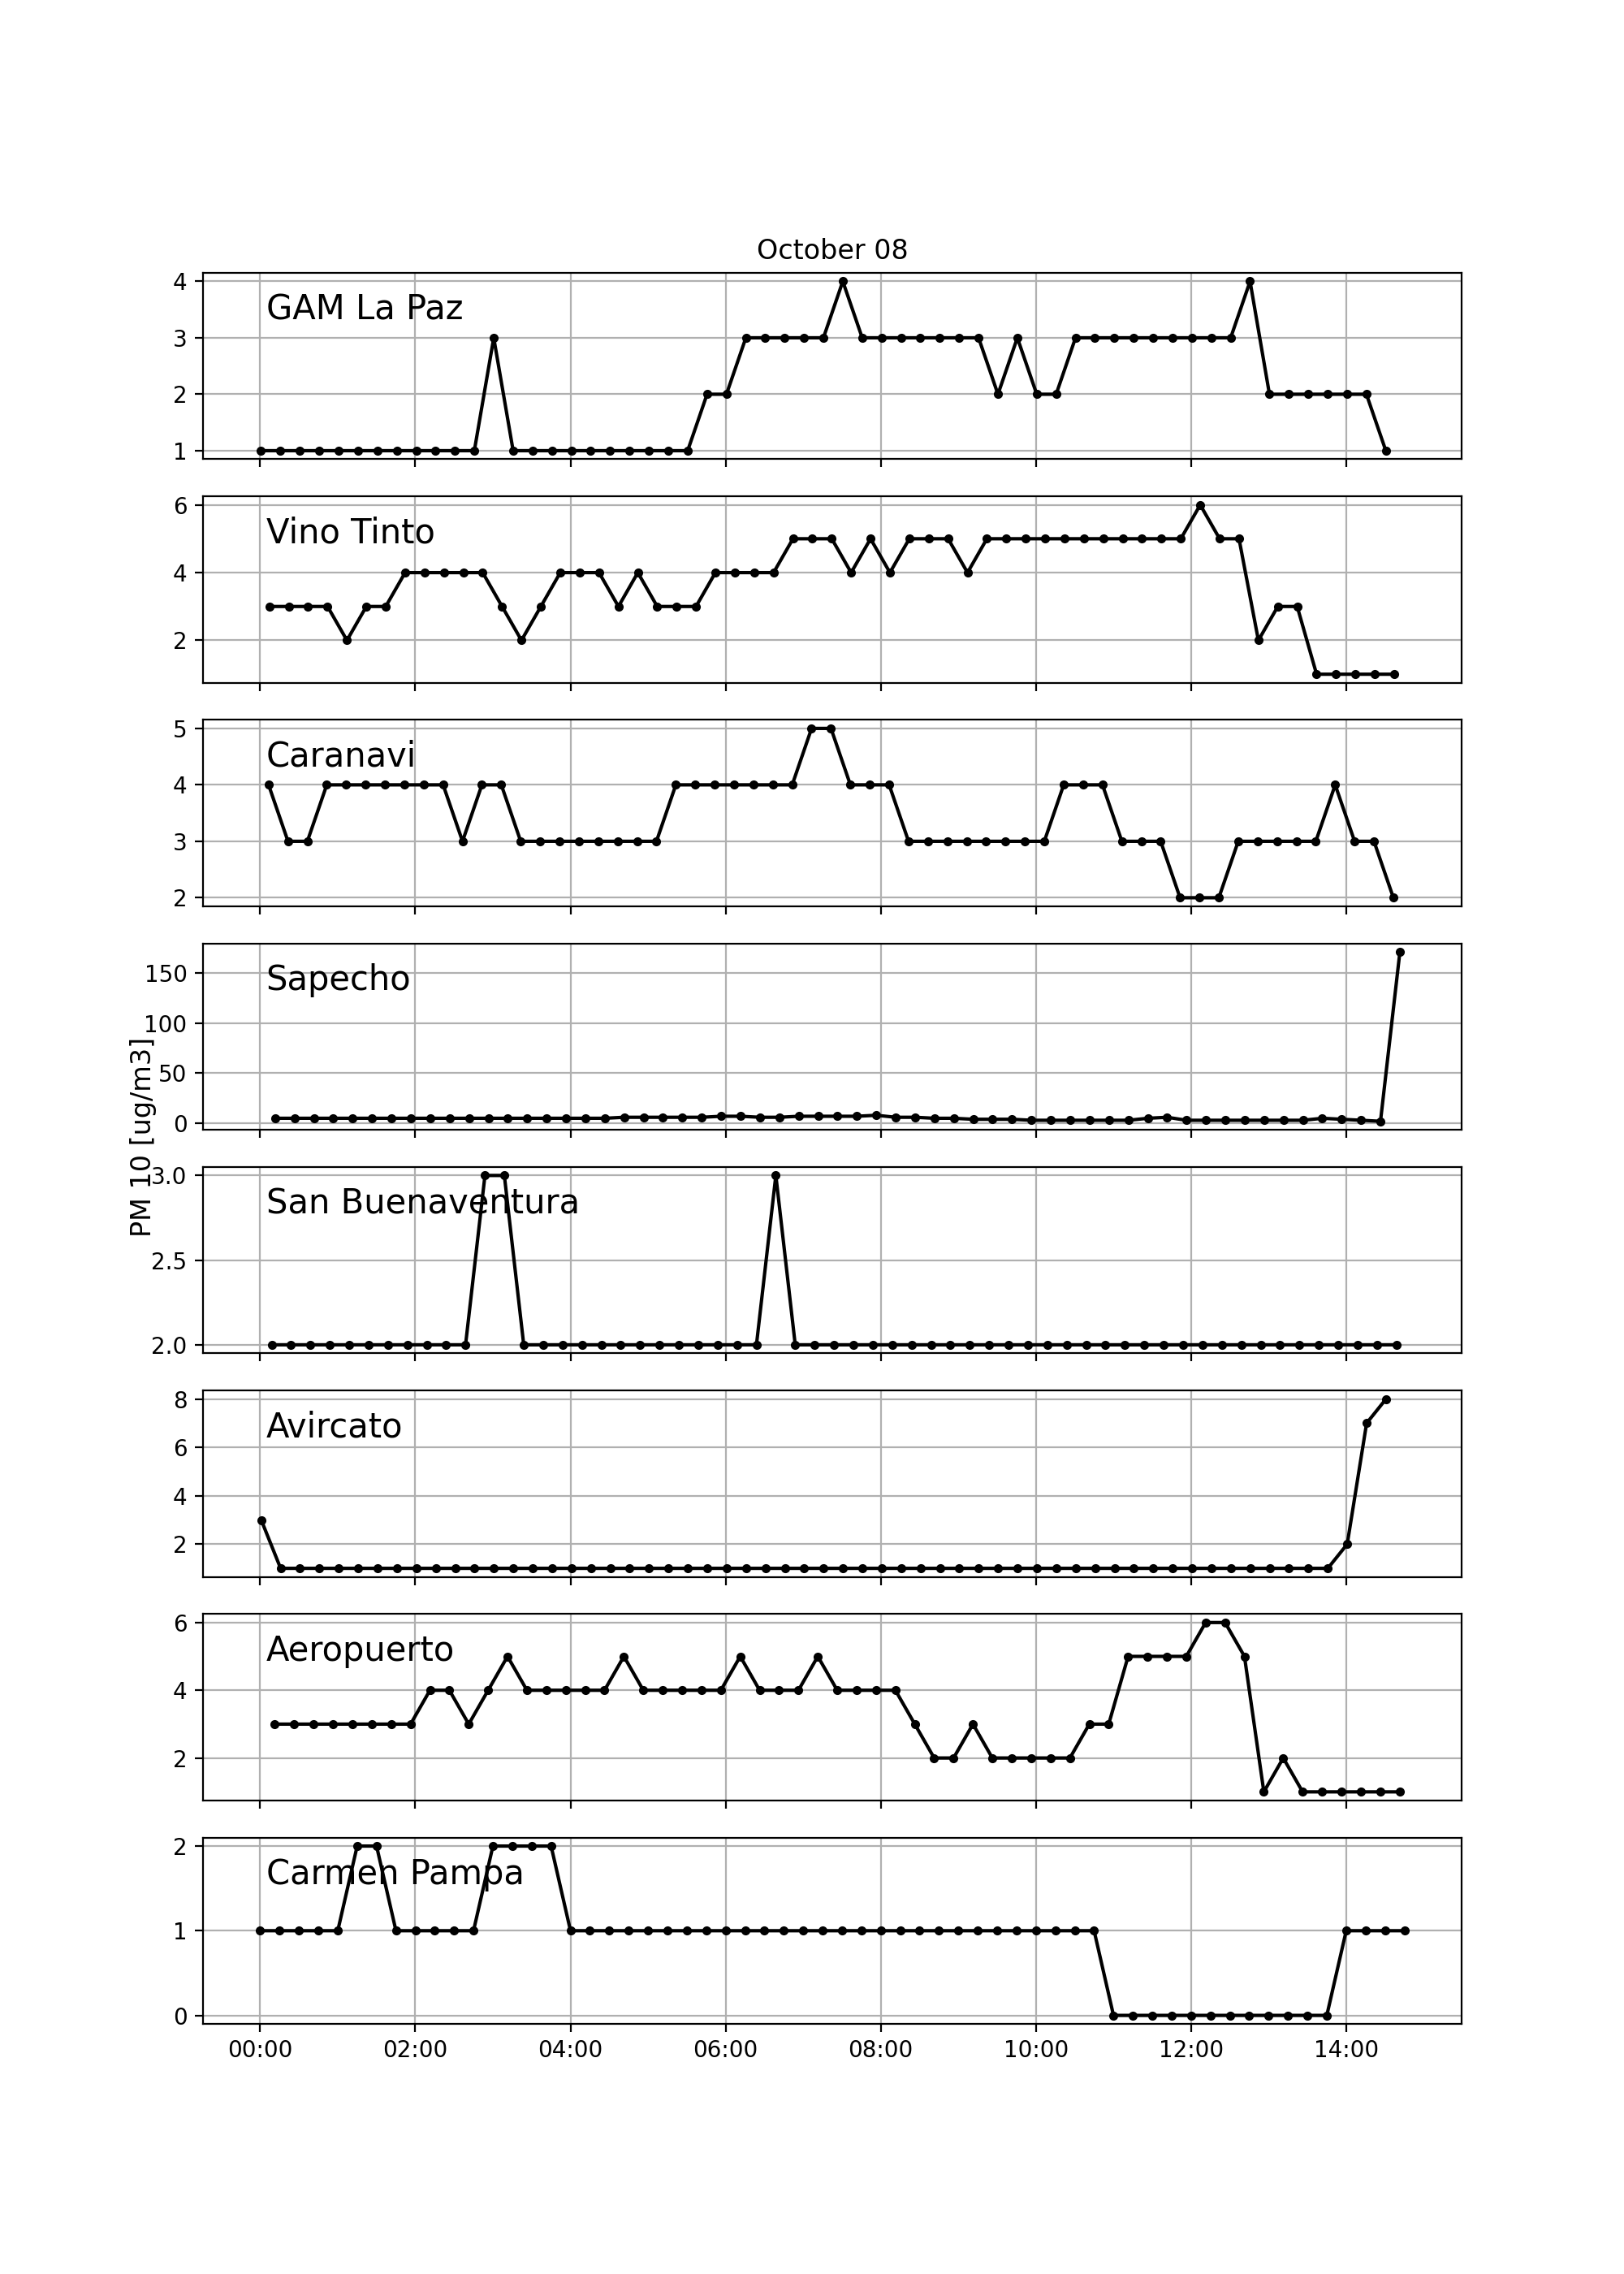 October 08
4
GAM La Paz
3
2
1
6
Vino Tinto
4
2
5
Caranavi
4
3
2
150
Sapecho
100
50
0
PM 10 [ug/m3]
3.0
San Buenaventura
2.5
2.0
8
Avircato
6
4
2
6
Aeropuerto
4
2
2
Carmen Pampa
1
0
00:00 02:00 04:00 06:00 08:00 10:00 12:00 14:00